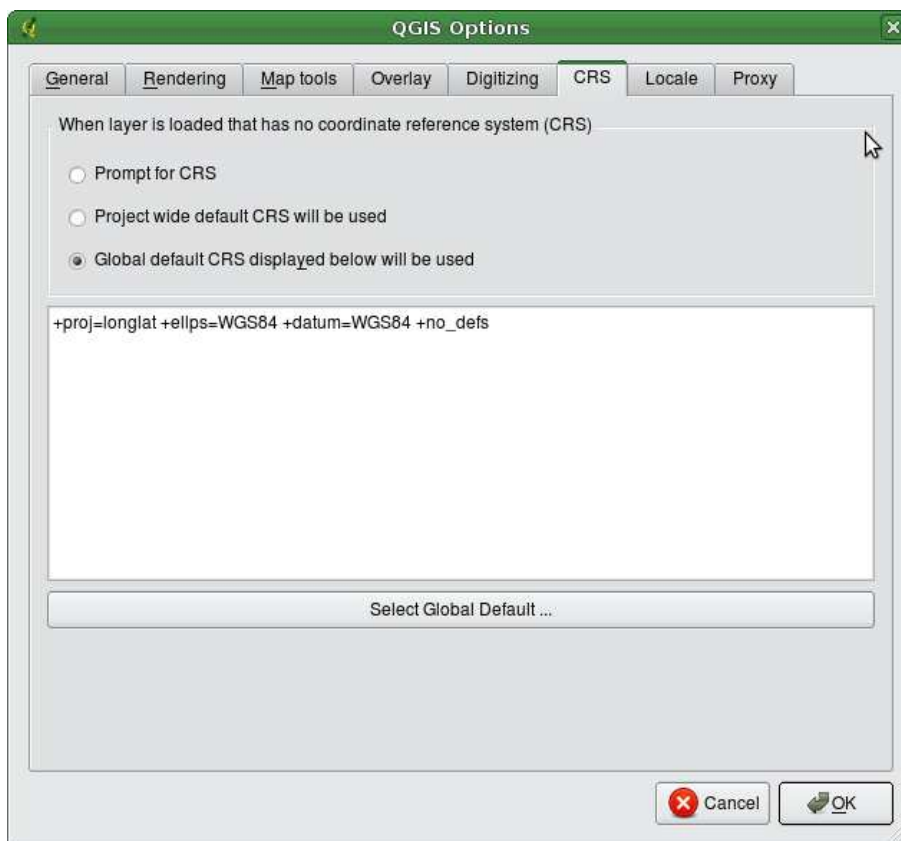 QGIS Options
General Rendering Map tools Overlay Digitizing CRS Locale Proxy
When layer is loaded that has no coordinate reference system (CRS)
Prompt for CRS
Project wide default CRS will be used
Global default CRS displayed below will be used
+proj=longlat +ellps=WGS84 +datum=WGS84 +no_defs
Select Global Default ...
Cancel OK